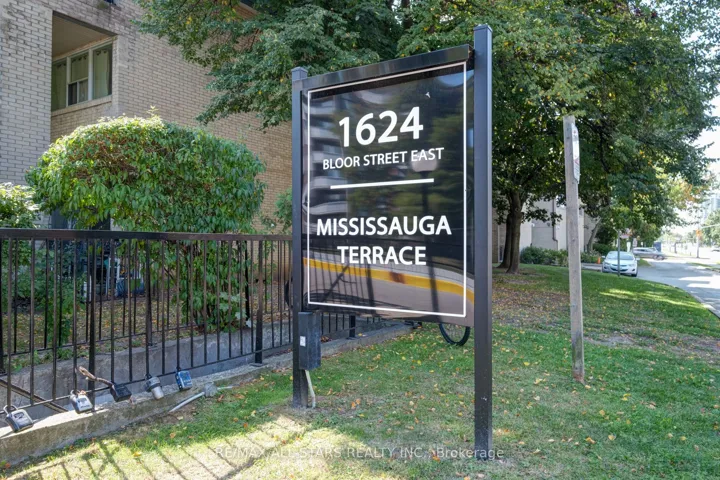 1624
BLOOR STREET EAST
MISSISSAUGA
TERRACE
RE/MAX ALL STARS REALTY INC., Brokerage